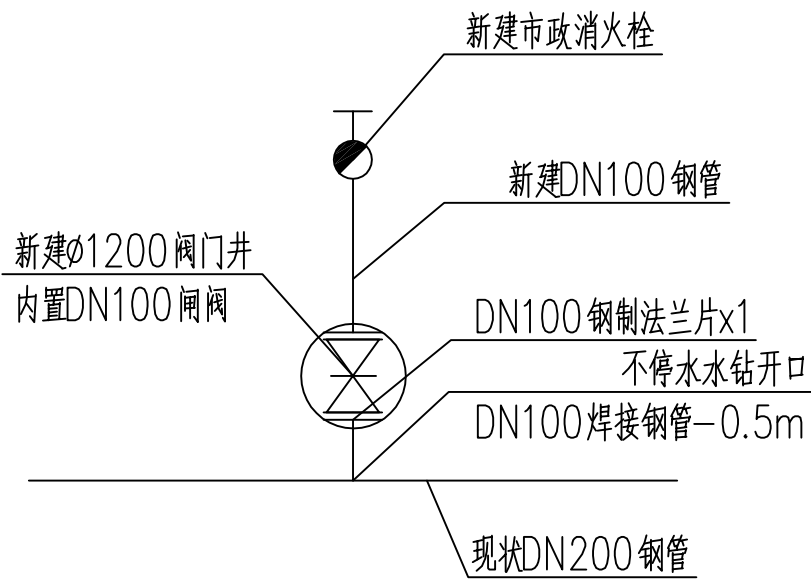 新建市政消火栓
新建DN100钢管
新建ø1200阀门井
内置DN100闸阀
DN100钢制法兰片x1
不停水水钻开口
DN100焊接钢管-0.5m
现状DN200钢管